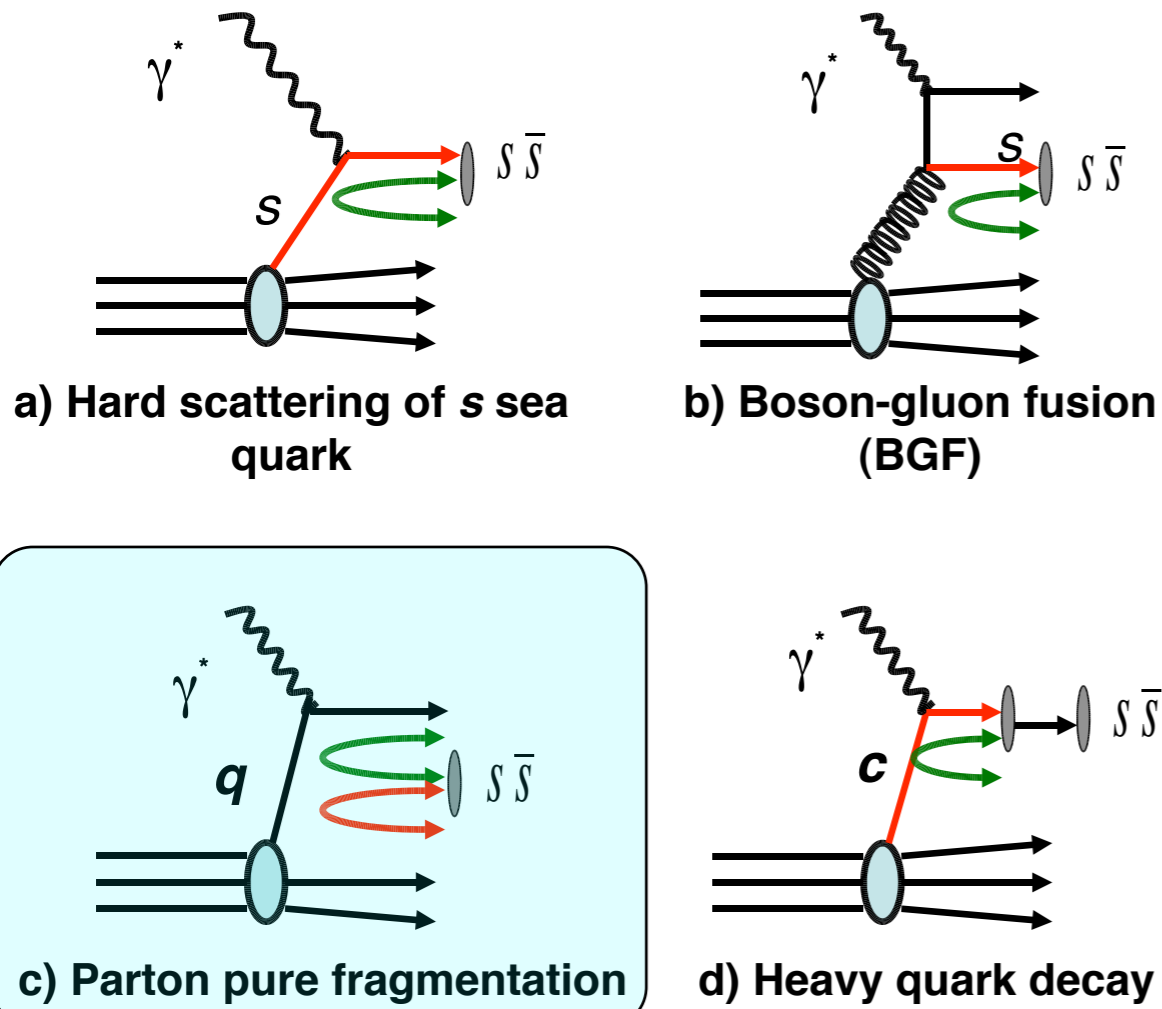 γ*
s
s s̅
a) Hard scattering of s sea
quark
γ*
s
s s̅
b) Boson-gluon fusion
(BGF)
γ*
q
s s̅
c) Parton pure fragmentation
γ*
c
s s̅
d) Heavy quark decay